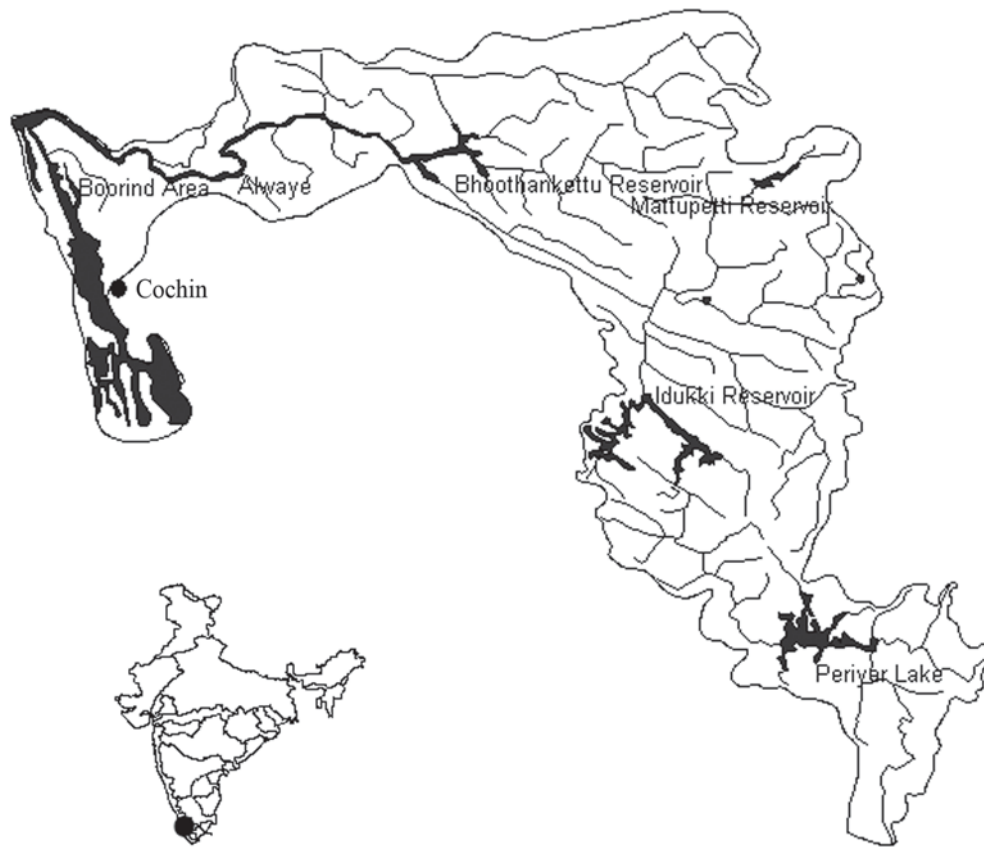 Boorind Area
Alwaye
Bhoothankettu Reservoir
Mattupetti Reservoir
Cochin
Idukki Reservoir
Periyar Lake